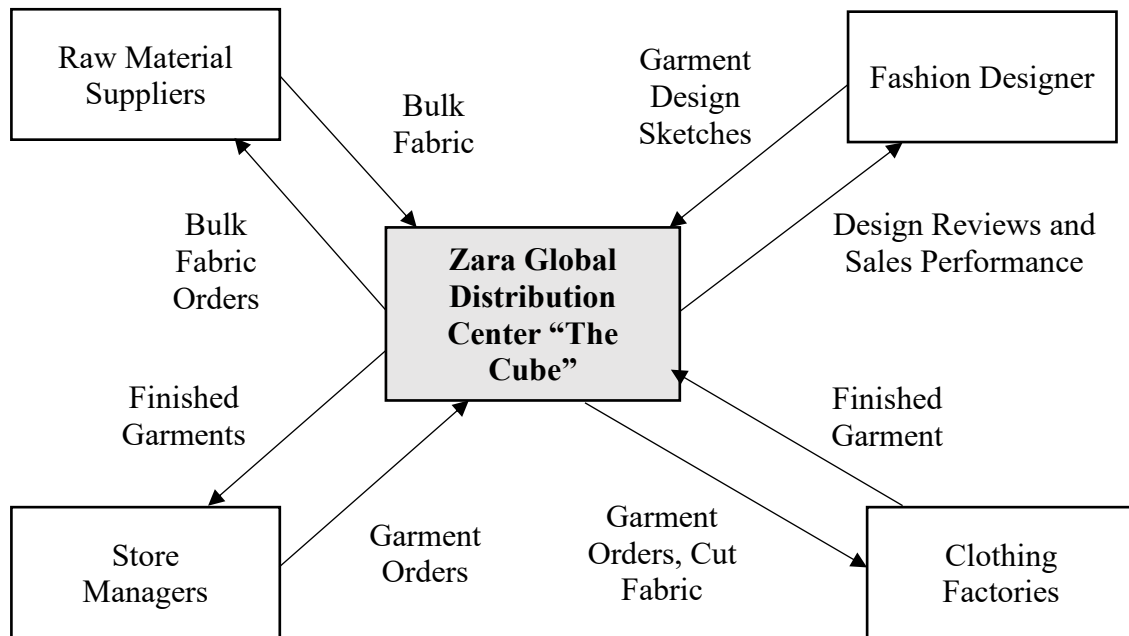 Raw Material
Suppliers
Bulk
Fabric
Garment
Design
Sketches
Fashion Designer
Bulk
Fabric
Orders
Zara Global
Distribution
Center “The
Cube”
Design Reviews and
Sales Performance
Finished
Garments
Finished
Garment
Store
Managers
Garment
Orders
Garment
Orders, Cut
Fabric
Clothing
Factories